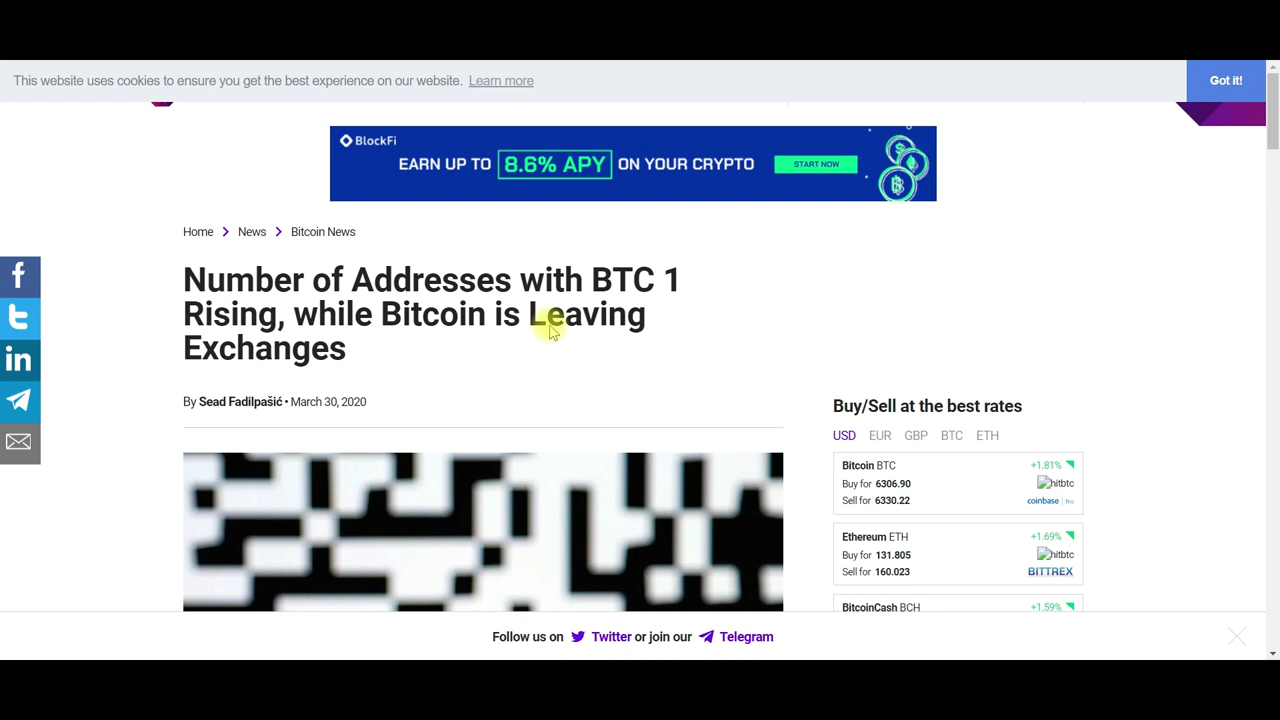 This website uses cookies to ensure you get the best experience on our website. Learn more
Got it!
BlockFi
EARN UP TO 8.6% APY ON YOUR CRYPTO
START NOW
Home > News > Bitcoin News
Number of Addresses with BTC 1
Rising, while Bitcoin is Leaving
Exchanges
By Sead Fadilpašić • March 30, 2020
Buy/Sell at the best rates
USD EUR GBP BTC ETH
Bitcoin BTC +1.81%
Buy for 6306.90 hitbtc
Sell for 6330.22 coinbase | Pro
Ethereum ETH +1.69%
Buy for 131.805 hitbtc
Sell for 160.023 BITTREX
BitcoinCash BCH +1.59%
Follow us on Twitter or join our Telegram